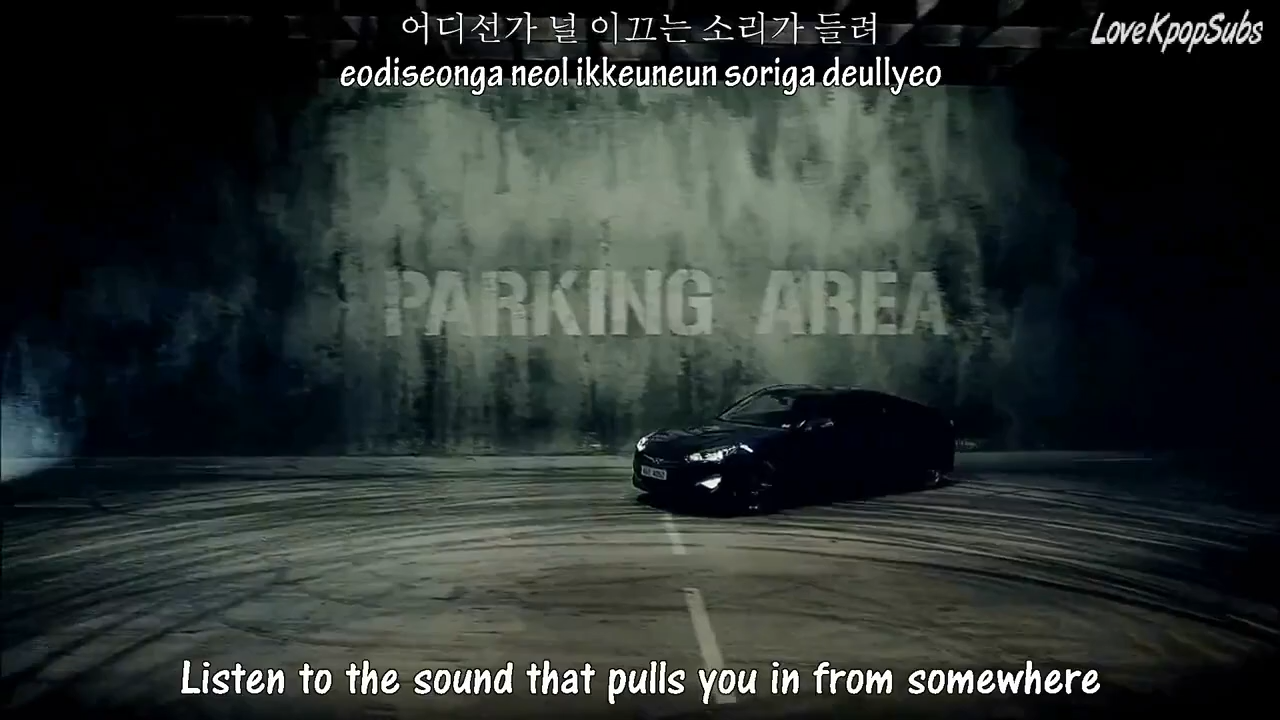 어디선가 널 이끄는 소리가 들려
LoveKpopSubs
eodiseonga neol ikkeuneun soriga deullyeo
PARKING AREA
Listen to the sound that pulls you in from somewhere